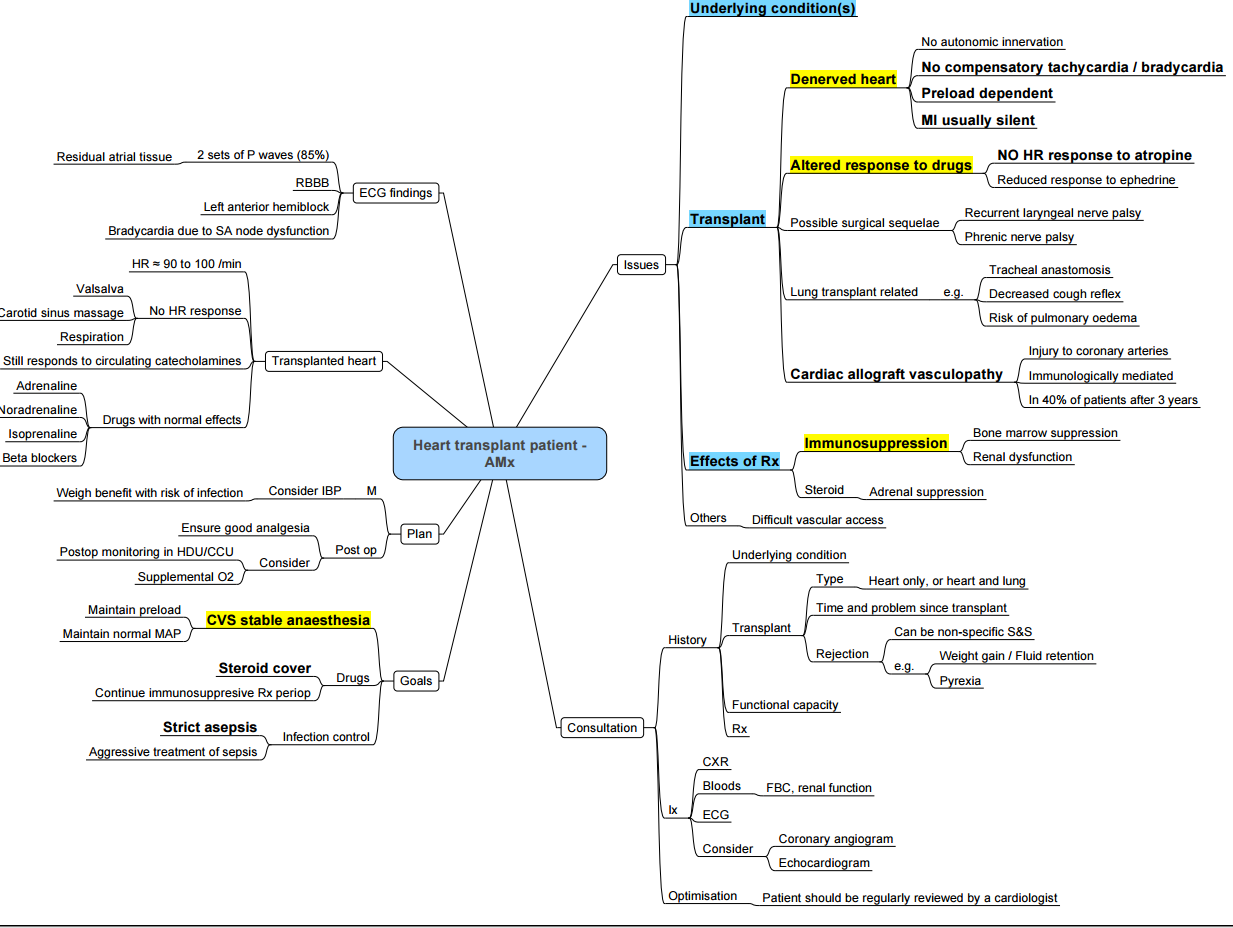 Heart transplant patient -
AMx
Issues
Underlying condition(s)
Transplant
Denerved heart
No autonomic innervation
No compensatory tachycardia / bradycardia
Preload dependent
MI usually silent
Altered response to drugs
NO HR response to atropine
Reduced response to ephedrine
Possible surgical sequelae
Recurrent laryngeal nerve palsy
Phrenic nerve palsy
Lung transplant related
e.g.
Tracheal anastomosis
Decreased cough reflex
Risk of pulmonary oedema
Cardiac allograft vasculopathy
Injury to coronary arteries
Immunologically mediated
In 40% of patients after 3 years
Effects of Rx
Immunosuppression
Bone marrow suppression
Renal dysfunction
Steroid
Adrenal suppression
Others
Difficult vascular access
Consultation
History
Underlying condition
Transplant
Type
Heart only, or heart and lung
Time and problem since transplant
Rejection
Can be non-specific S&S
e.g.
Weight gain / Fluid retention
Pyrexia
Functional capacity
Rx
Ix
CXR
Bloods
FBC, renal function
ECG
Consider
Coronary angiogram
Echocardiogram
Optimisation
Patient should be regularly reviewed by a cardiologist
ECG findings
2 sets of P waves (85%)
Residual atrial tissue
RBBB
Left anterior hemiblock
Bradycardia due to SA node dysfunction
Transplanted heart
HR ≈ 90 to 100 /min
No HR response
Valsalva
Carotid sinus massage
Respiration
Still responds to circulating catecholamines
Drugs with normal effects
Adrenaline
Noradrenaline
Isoprenaline
Beta blockers
Plan
M
Consider IBP
Weigh benefit with risk of infection
Post op
Ensure good analgesia
Consider
Postop monitoring in HDU/CCU
Supplemental O2
Goals
CVS stable anaesthesia
Maintain preload
Maintain normal MAP
Drugs
Steroid cover
Continue immunosuppresive Rx periop
Infection control
Strict asepsis
Aggressive treatment of sepsis